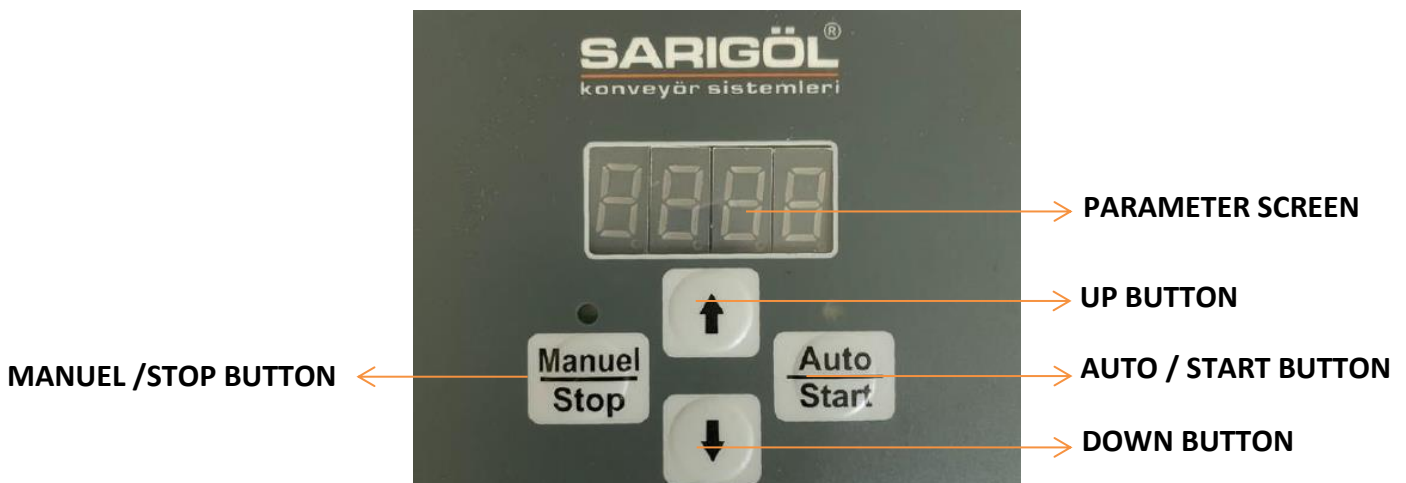 SARIGÖL®
konveyör sistemleri
PARAMETER SCREEN
UP BUTTON
MANUEL /STOP BUTTON
Manuel
Stop
Auto
Start
AUTO / START BUTTON
DOWN BUTTON